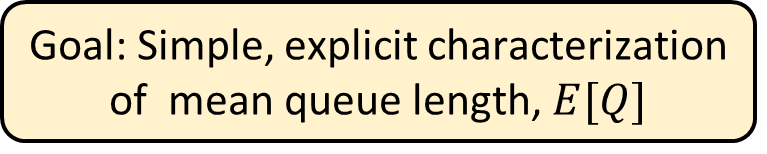 Goal: Simple, explicit characterization
of mean queue length, E[Q]